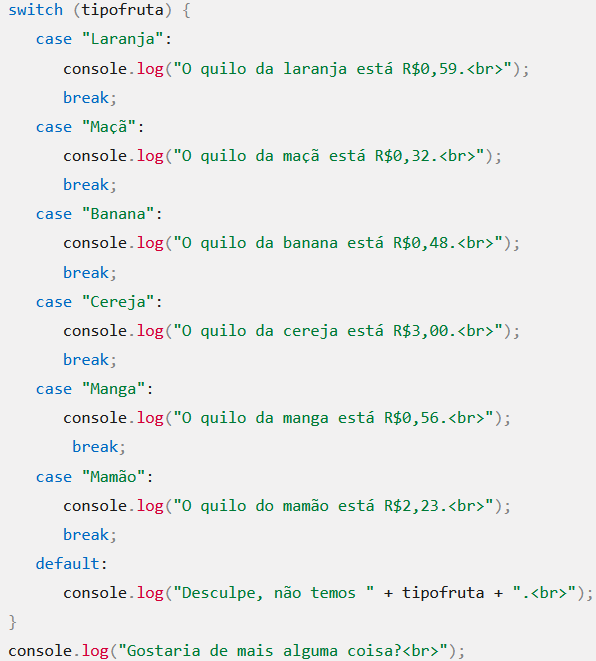 switch (tipofruta) {
   case "Laranja":
      console.log("O quilo da laranja está R$0,59.<br>");
      break;
   case "Maçã":
      console.log("O quilo da maçã está R$0,32.<br>");
      break;
   case "Banana":
      console.log("O quilo da banana está R$0,48.<br>");
      break;
   case "Cereja":
      console.log("O quilo da cereja está R$3,00.<br>");
      break;
   case "Manga":
      console.log("O quilo da manga está R$0,56.<br>");
       break;
   case "Mamão":
      console.log("O quilo do mamão está R$2,23.<br>");
      break;
   default:
      console.log("Desculpe, não temos " + tipofruta + ".<br>");
}
console.log("Gostaria de mais alguma coisa?<br>");